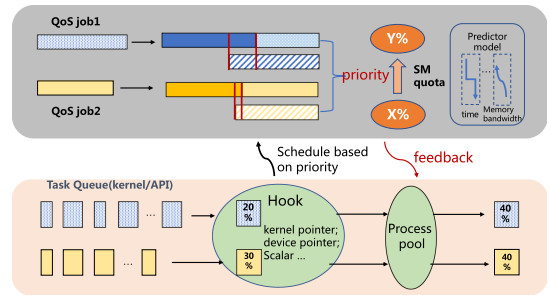 QoS job1
QoS job2
priority
Y%
X%
SM
quota
Predictor
model
time
Memory
bandwidth
Schedule based
on priority
feedback
Task Queue(kernel/API)
...
...
20
%
30
%
Hook
kernel pointer;
device pointer;
Scalar ...
Process
pool
40
%
40
%